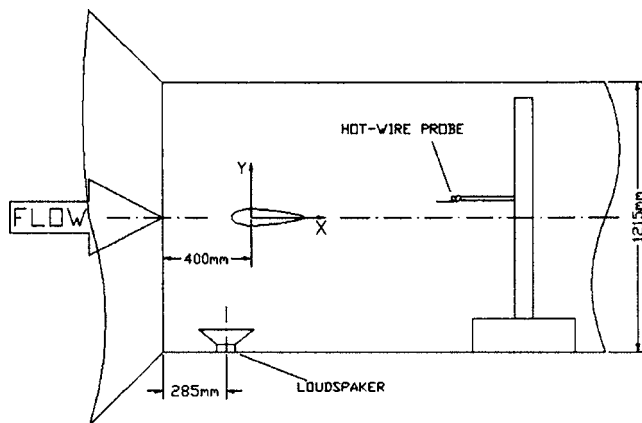 HOT-WIRE PROBE
Y
FLOW
X
400mm
1215mm
285mm
LOUDSPAKER